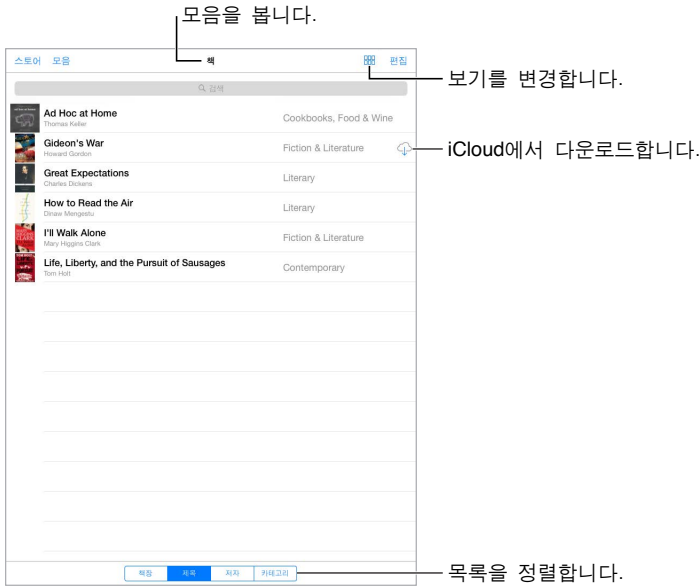 모음을 봅니다.
스토어 모음 책 편집
보기를 변경합니다.
검색
Ad Hoc at Home
Thomas Keller
Cookbooks, Food & Wine
Gideon's War
Howard Gordon
Fiction & Literature
iCloud에서 다운로드합니다.
Great Expectations
Charles Dickens
Literary
How to Read the Air
Dinaw Mengestu
Literary
I'll Walk Alone
Mary Higgins Clark
Fiction & Literature
Life, Liberty, and the Pursuit of Sausages
Tom Holt
Contemporary
책장 제목 저자 카테고리
목록을 정렬합니다.